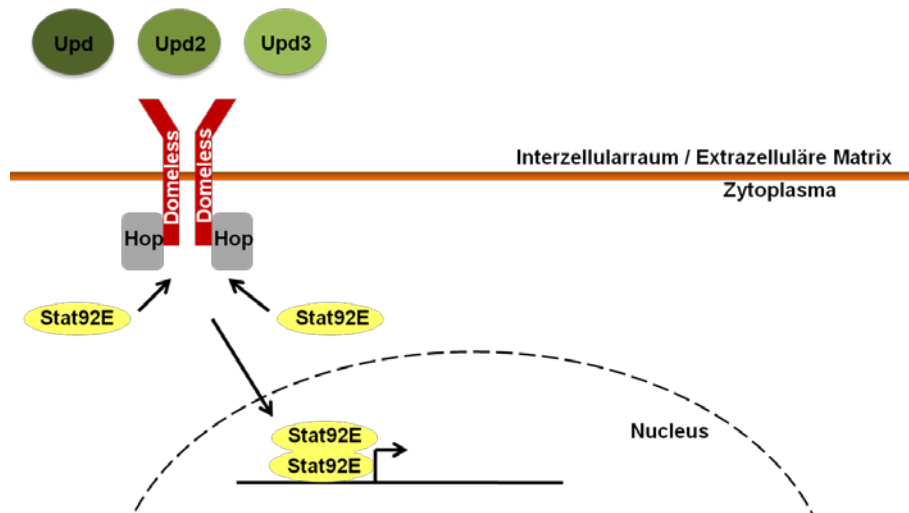 Upd
Upd2
Upd3
Domeless
Domeless
Interzellularraum / Extrazelluläre Matrix
Zytoplasma
Hop
Hop
Stat92E
Stat92E
Nucleus
Stat92E
Stat92E